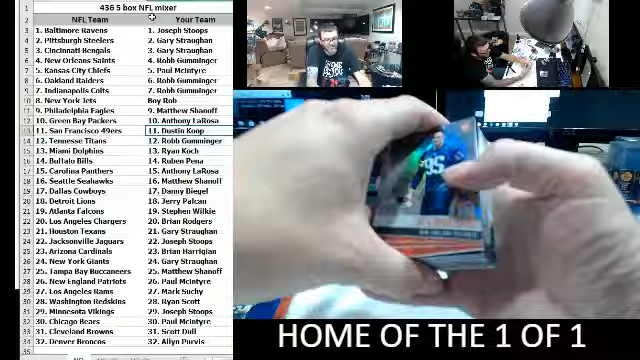 436 5 box NFL mixer
NFL Team Your Team
1. Baltimore Ravens 1. Joseph Stoops
2. Pittsburgh Steelers 2. Gary Straughan
3. Cincinnati Bengals 3. Gary Straughan
4. New Orleans Saints 4. Robb Gumminger
5. Kansas City Chiefs 5. Paul McIntyre
6. Oakland Raiders 6. Robb Gumminger
7. Indianapolis Colts 7. Robb Gumminger
8. New York Jets Boy Rob
9. Philadelphia Eagles 9. Matthew Shanoff
10. Green Bay Packers 10. Anthony LaRosa
11. San Francisco 49ers 11. Dustin Koop
12. Tennesse Titans 12. Robb Gumminger
13. Miami Dolphins 13. Ryan Koch
14. Buffalo Bills 14. Ruben Pena
15. Carolina Panthers 15. Anthony LaRosa
16. Seattle Seahawks 16. Matthew Shanoff
17. Dallas Cowboys 17. Danny Biegel
18. Detroit Lions 18. Jerry Palcan
19. Atlanta Falcons 19. Stephen Wilkie
20. Los Angeles Chargers 20. Brian Rodgers
21. Houston Texans 21. Gary Straughan
22. Jacksonville Jaguars 22. Joseph Stoops
23. Arizona Cardinals 23. Brian Harrigian
24. New York Giants 24. Gary Straughan
25. Tampa Bay Buccaneers 25. Matthew Shanoff
26. New England Patriots 26. Paul McIntyre
27. Los Angeles Rams 27. Mark Suchy
28. Washington Redskins 28. Ryan Scott
29. Minnesota Vikings 29. Joseph Stoops
30. Chicago Bears 30. Paul McIntyre
31. Cleveland Browns 31. Scott Dull
32. Denver Broncos 32. Allyn Purvis
HOME OF THE 1 OF 1